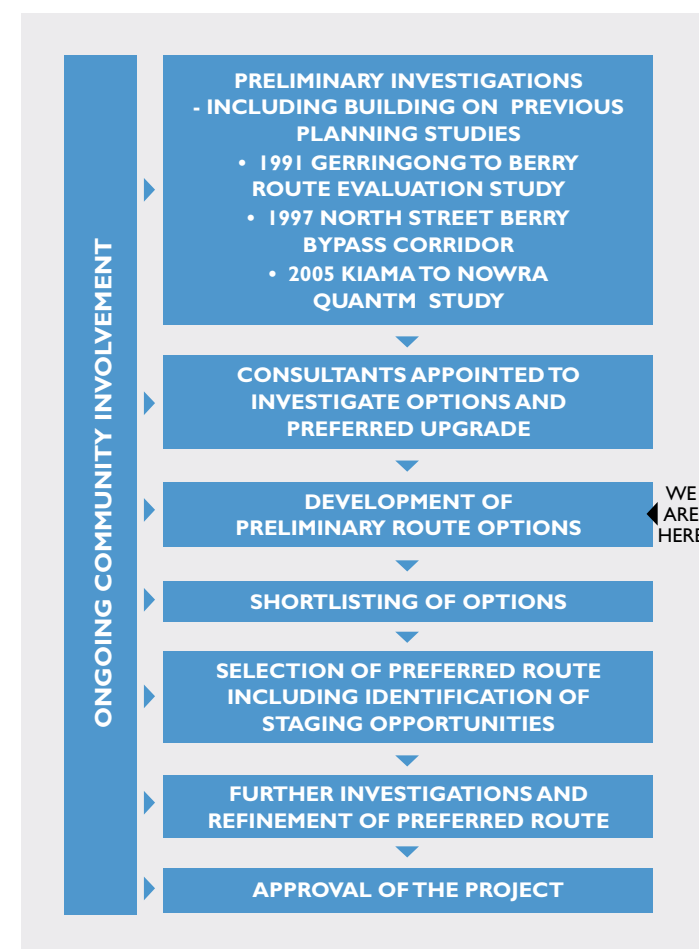 ONGOING COMMUNITY INVOLVEMENT
PRELIMINARY INVESTIGATIONS
- INCLUDING BUILDING ON PREVIOUS
PLANNING STUDIES
• 1991 GERRINGONG TO BERRY
ROUTE EVALUATION STUDY
• 1997 NORTH STREET BERRY
BYPASS CORRIDOR
• 2005 KIAMA TO NOWRA
QUANTM STUDY
CONSULTANTS APPOINTED TO
INVESTIGATE OPTIONS AND
PREFERRED UPGRADE
DEVELOPMENT OF
PRELIMINARY ROUTE OPTIONS
WE
ARE
HERE
SHORTLISTING OF OPTIONS
SELECTION OF PREFERRED ROUTE
INCLUDING IDENTIFICATION OF
STAGING OPPORTUNITIES
FURTHER INVESTIGATIONS AND
REFINEMENT OF PREFERRED ROUTE
APPROVAL OF THE PROJECT